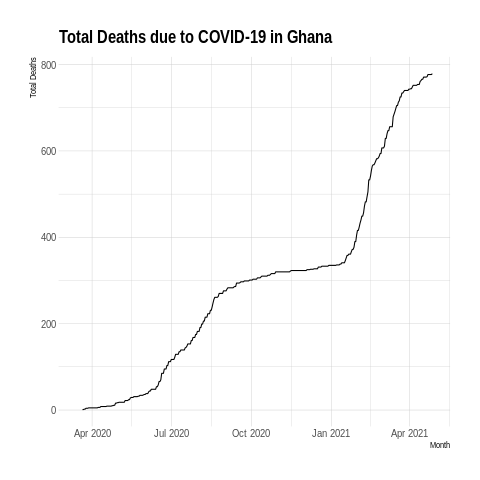 Total Deaths due to COVID-19 in Ghana
Total Deaths
800
600
400
200
0
Apr 2020 Jul 2020 Oct 2020 Jan 2021 Apr 2021
Month